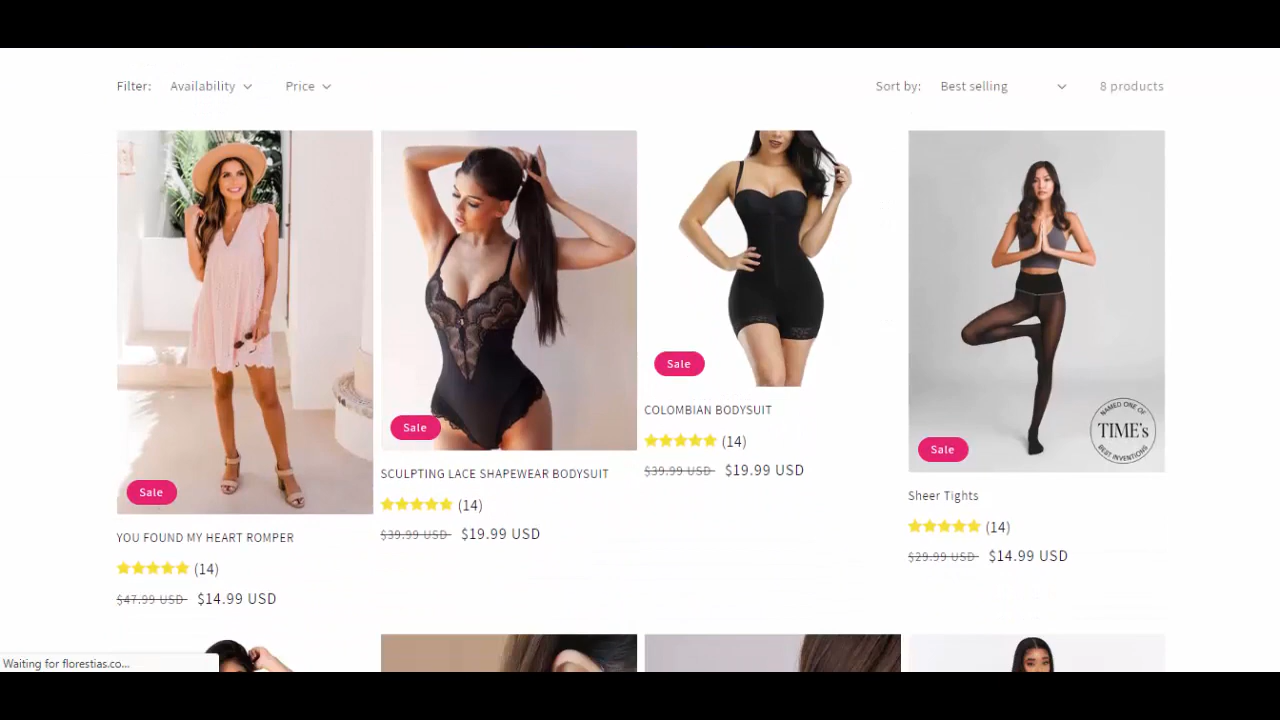 Filter: Availability Price Sort by: Best selling 8 products
Sale
YOU FOUND MY HEART ROMPER
(14)
$47.99 USD $14.99 USD
Sale
SCULPTING LACE SHAPEWEAR BODYSUIT
(14)
$39.99 USD $19.99 USD
Sale
COLOMBIAN BODYSUIT
(14)
$39.99 USD $19.99 USD
NAMED ONE OF
TIME's
BEST INVENTIONS
Sale
Sheer Tights
(14)
$29.99 USD $14.99 USD
Waiting for florestias.co...